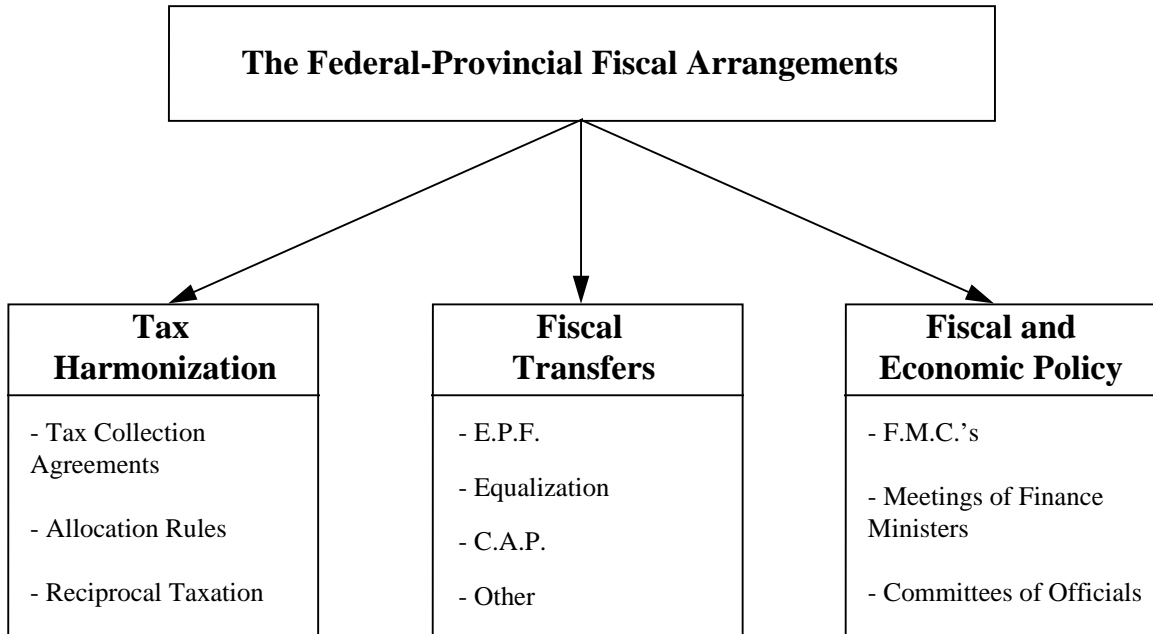 The Federal-Provincial Fiscal Arrangements
Tax
Harmonization
- Tax Collection
Agreements
- Allocation Rules
- Reciprocal Taxation
Fiscal
Transfers
- E.P.F.
- Equalization
- C.A.P.
- Other
Fiscal and
Economic Policy
- F.M.C.’s
- Meetings of Finance
Ministers
- Committees of Officials